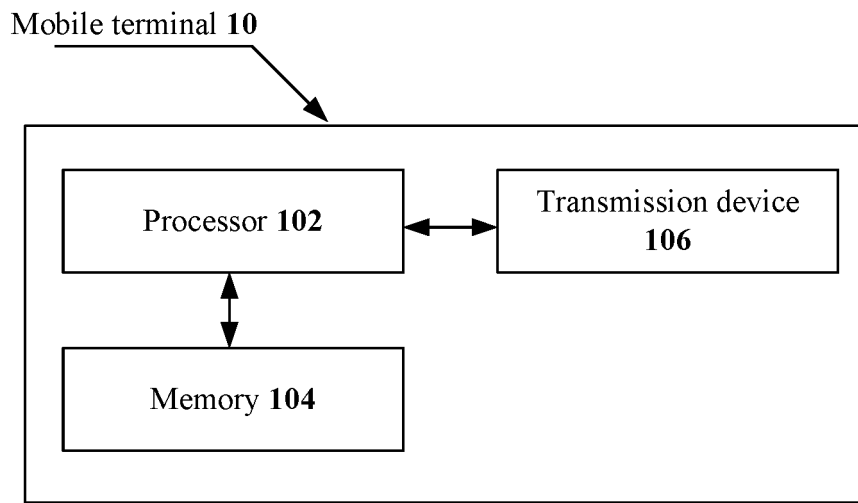 Mobile terminal 10
Processor 102
Transmission device
106
Memory 104